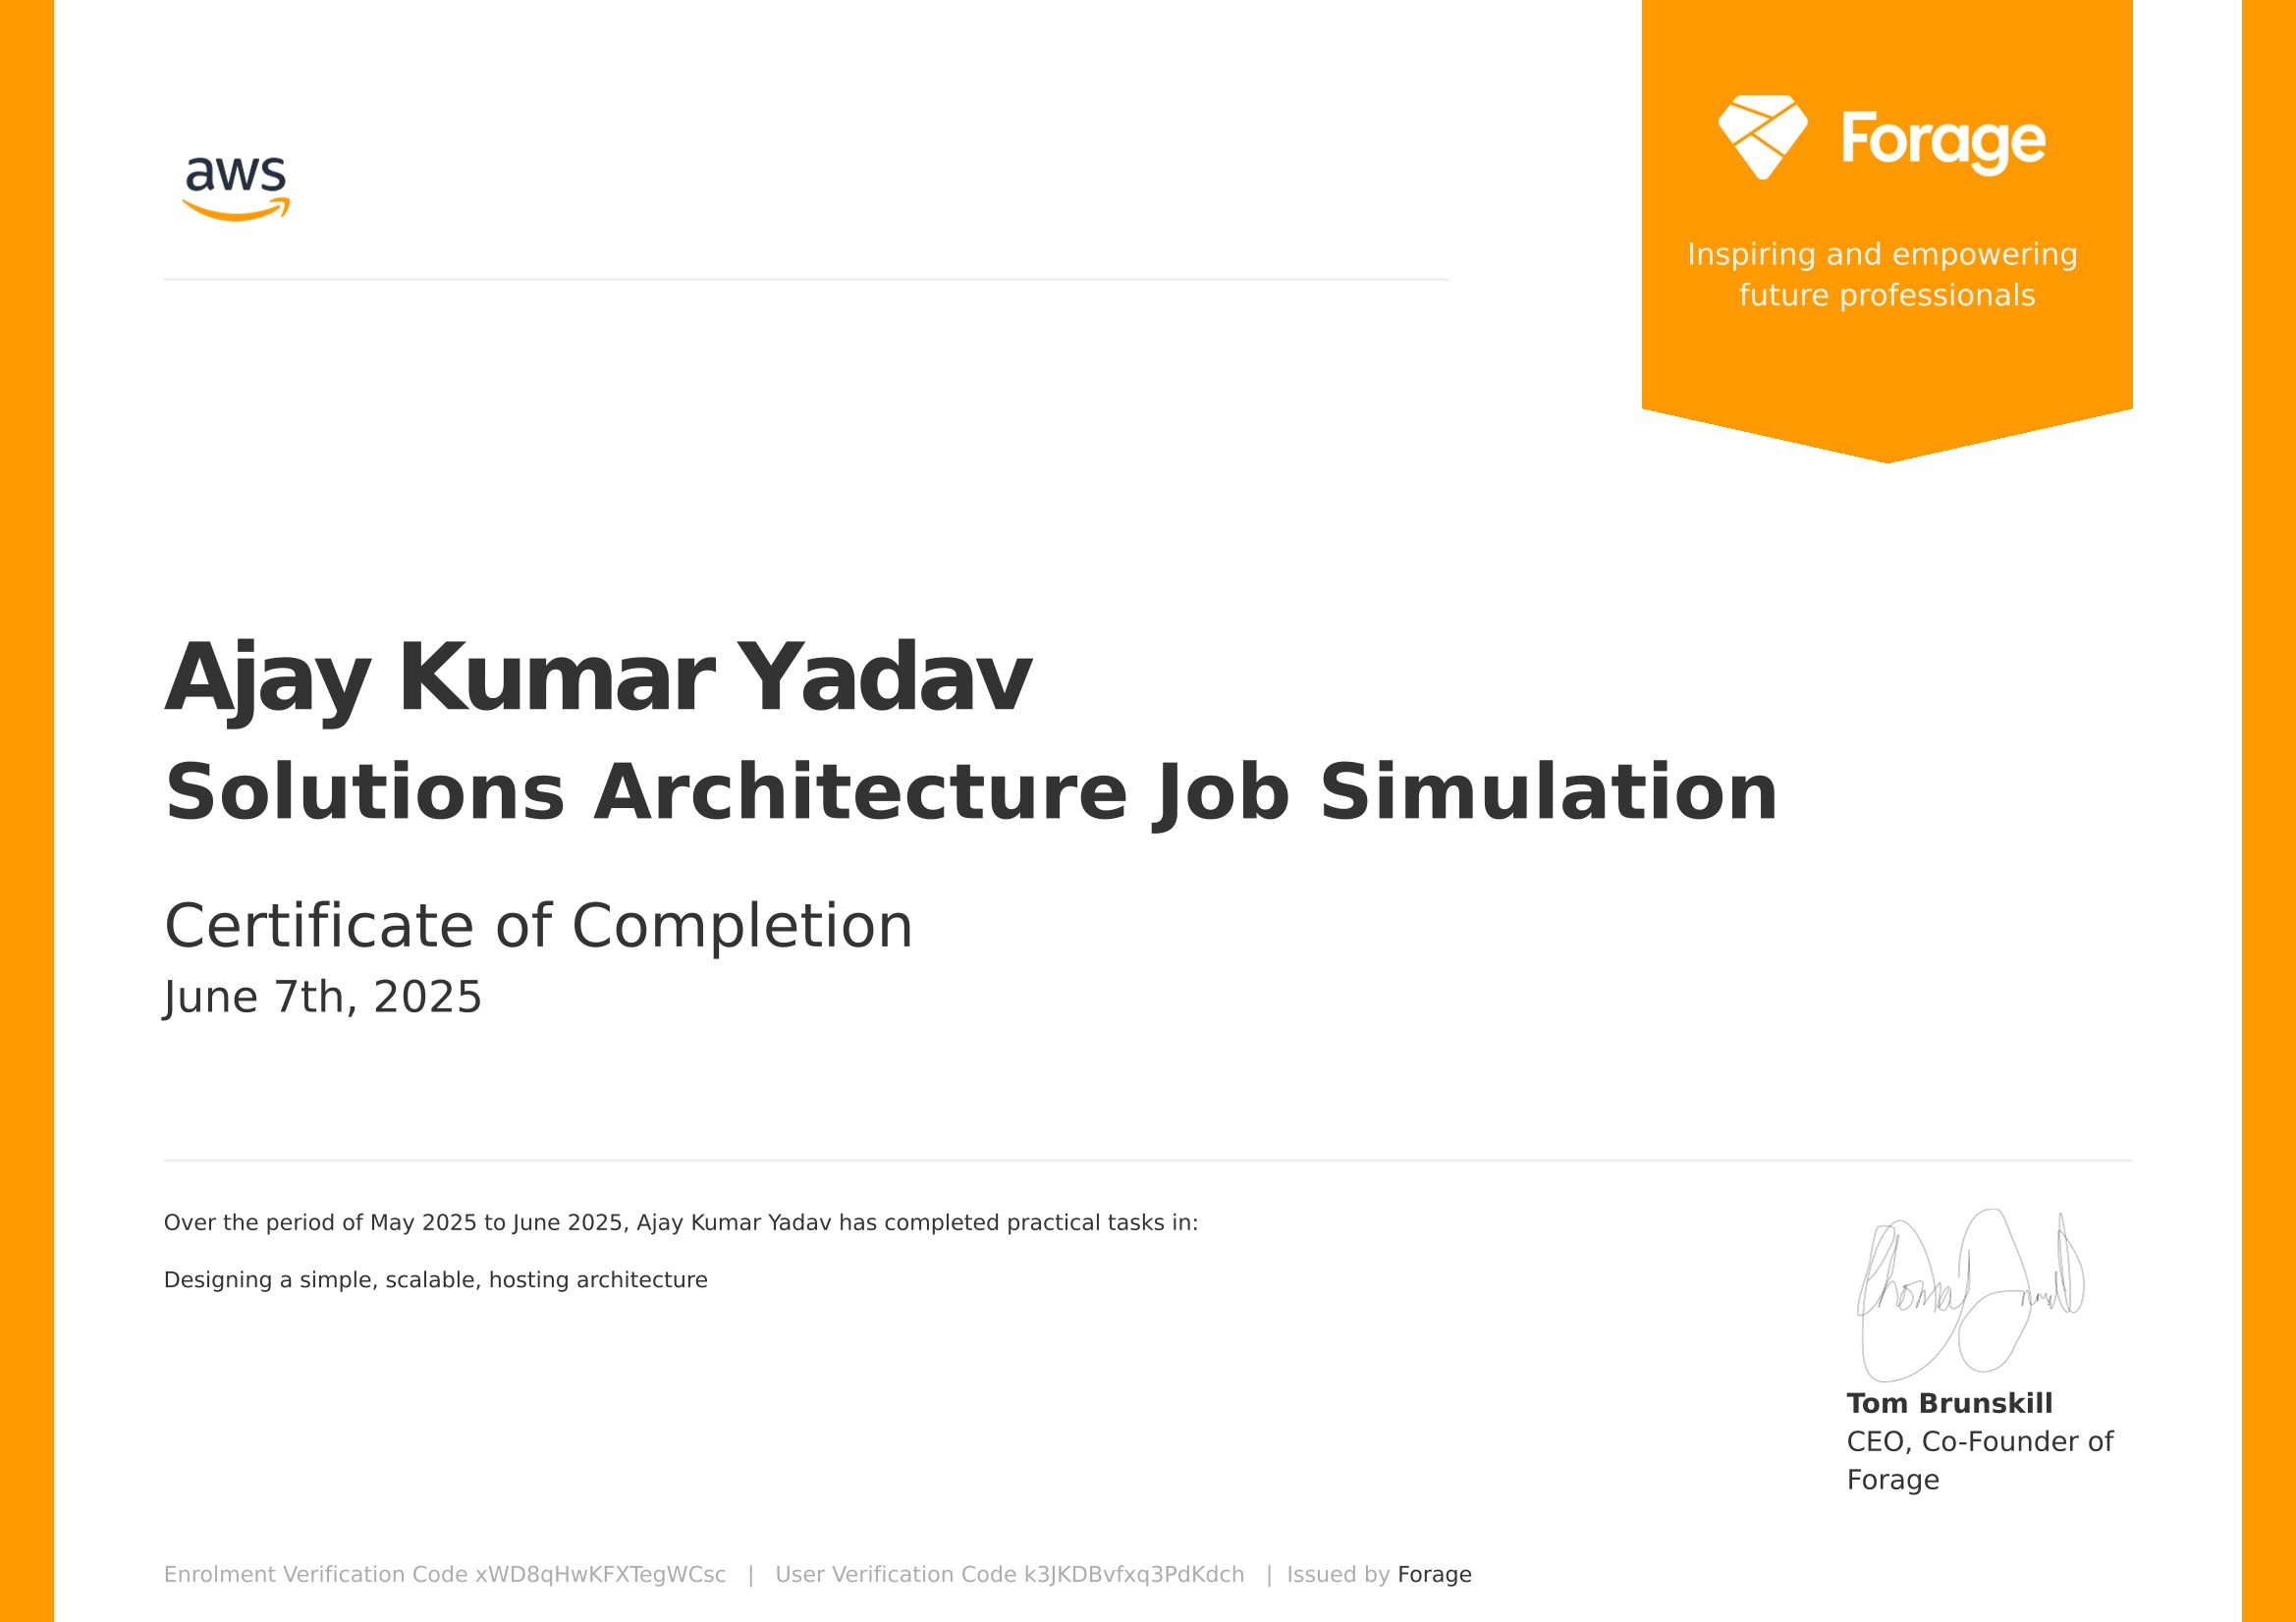 aws
Forage
Inspiring and empowering
future professionals
Ajay Kumar Yadav
Solutions Architecture Job Simulation
Certificate of Completion
June 7th, 2025
Over the period of May 2025 to June 2025, Ajay Kumar Yadav has completed practical tasks in:
Designing a simple, scalable, hosting architecture
Tom Brunskill
CEO, Co-Founder of
Forage
Enrolment Verification Code xWD8qHwKFXTegWCsc | User Verification Code k3JKDBvfxq3PdKdch | Issued by Forage